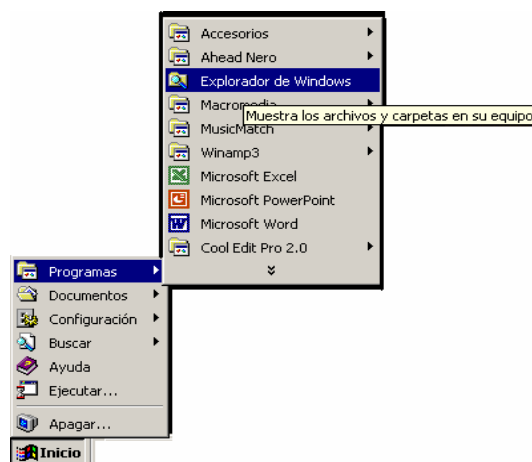 Accesorios
Ahead Nero
Explorador de Windows
Macromedia
Muestra los archivos y carpetas en su equipo
MusicMatch
Winamp3
Microsoft Excel
Microsoft PowerPoint
Microsoft Word
Cool Edit Pro 2.0
Programas
Documentos
Configuración
Buscar
Ayuda
Ejecutar...
Apagar...
Inicio